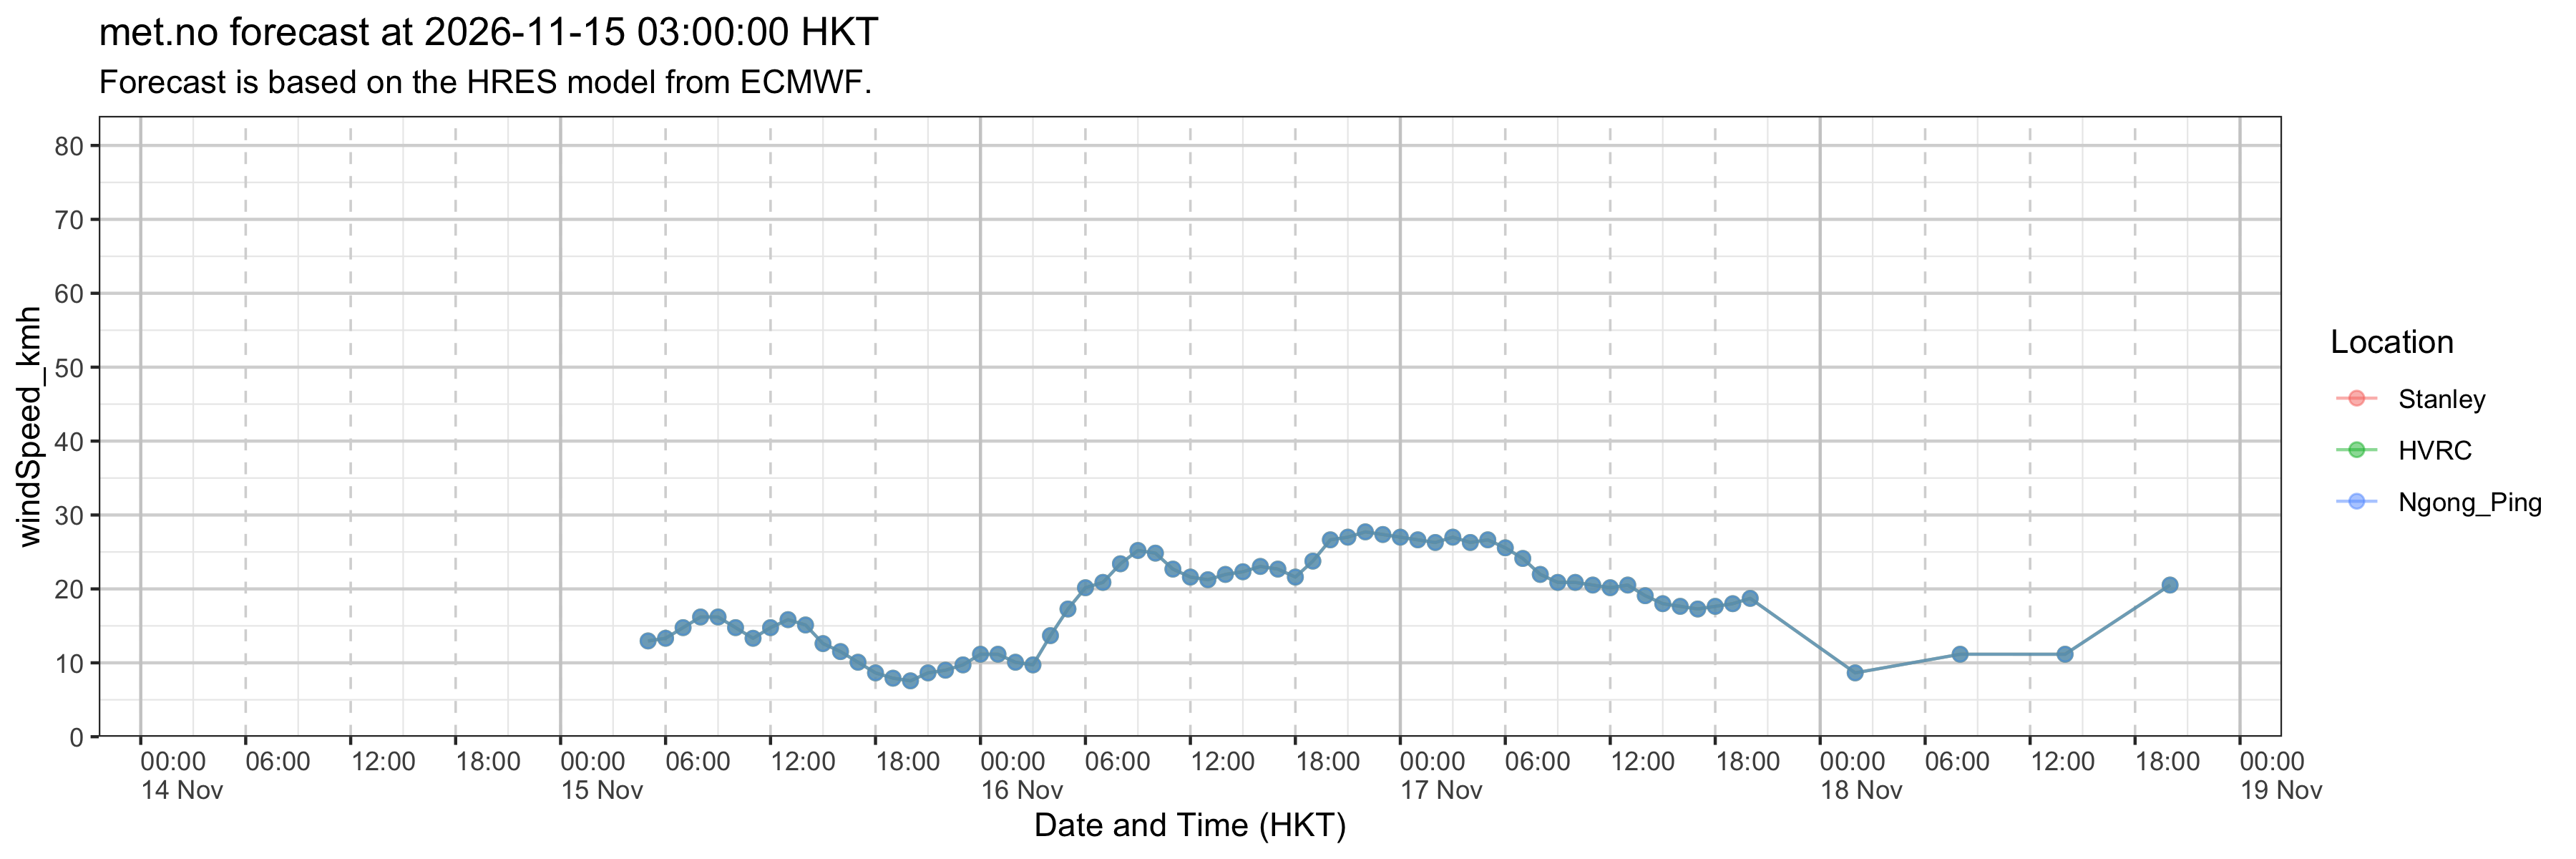 met.no forecast at 2026-11-15 03:00:00 HKT
Forecast is based on the HRES model from ECMWF.
80
70
60
50
40
30
20
10
0
windSpeed_kmh
00:00 06:00 12:00 18:00 00:00 06:00 12:00 18:00 00:00 06:00 12:00 18:00 00:00 06:00 12:00 18:00 00:00 06:00 12:00 18:00 00:00
14 Nov 15 Nov 16 Nov 17 Nov 18 Nov 19 Nov
Date and Time (HKT)
Location
Stanley
HVRC
Ngong_Ping